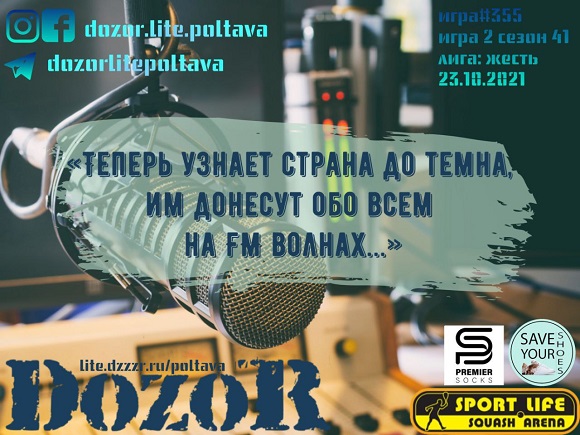 dozor.lite.poltava
dozorlitepoltava
игра#355
игра 2 сезон 41
лига: жесть
23.10.2021
«Теперь узнает страна до темна,
им донесут обо всем
на FM волнах...»
lite.dzzzr.ru/poltava
DozoR
PREMIER
SOCKS
SAVE
YOUR
SHOES
SPORT LIFE
SQUASH ARENA